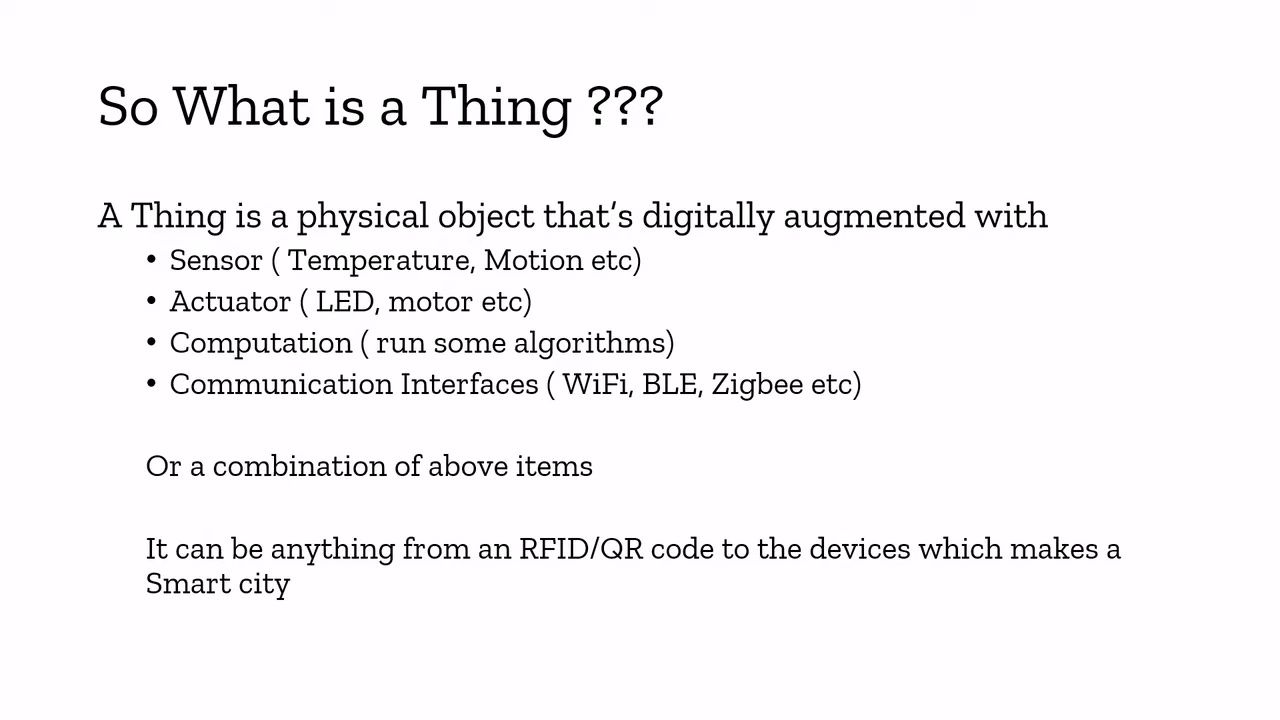 So What is a Thing ???
A Thing is a physical object that‘s digitally augmented with
• Sensor ( Temperature, Motion etc)
• Actuator ( LED, motor etc)
• Computation ( run some algorithms)
• Communication Interfaces ( WiFi, BLE, Zigbee etc)
Or a combination of above items
It can be anything from an RFID/QR code to the devices which makes a
Smart city